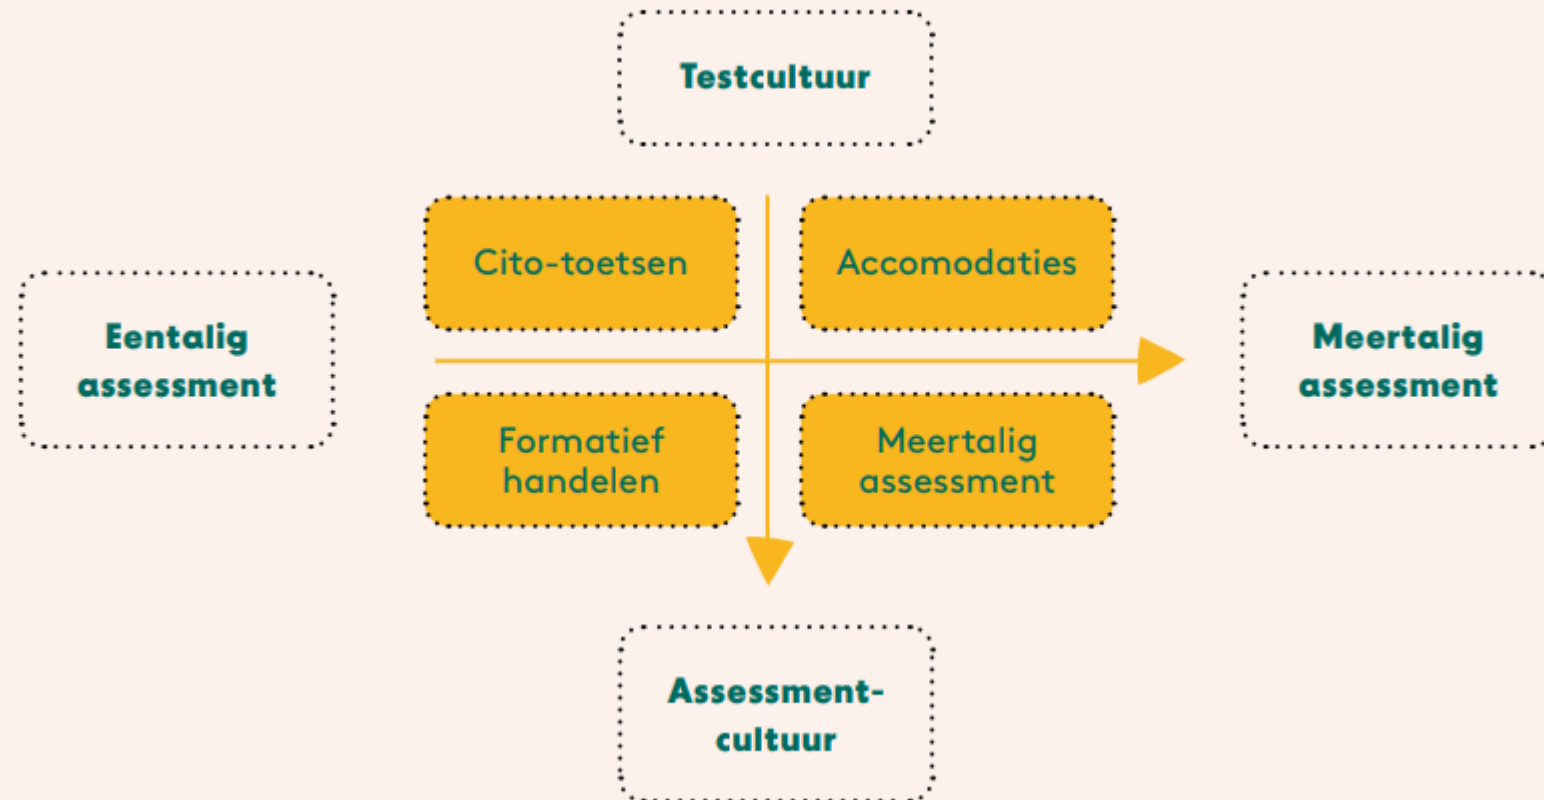 Testcultuur
Cito-toetsen
Accomodaties
Eentalig
assessment
Meertalig
assessment
Formatief
handelen
Meertalig
assessment
Assessment-
cultuur